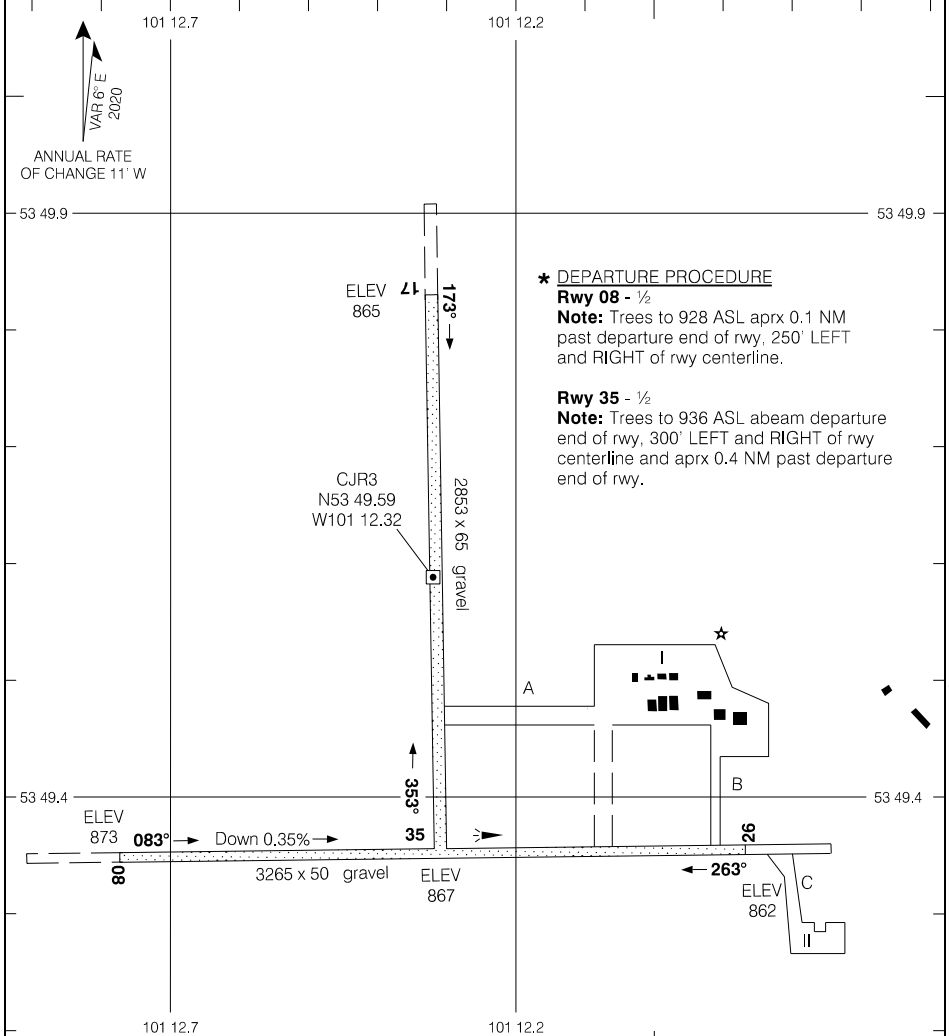 101 12.7
101 12.2
VAR 6° E
2020
ANNUAL RATE
OF CHANGE 11' W
53 49.9
53 49.9
ELEV
865
17
173°
* DEPARTURE PROCEDURE
Rwy 08 - ½
Note: Trees to 928 ASL aprx 0.1 NM
past departure end of rwy, 250' LEFT
and RIGHT of rwy centerline.
Rwy 35 - ½
Note: Trees to 936 ASL abeam departure
end of rwy, 300' LEFT and RIGHT of rwy
centerline and aprx 0.4 NM past departure
end of rwy.
CJR3
N53 49.59
W101 12.32
2853 x 65 gravel
I
A
B
353°
53 49.4
53 49.4
ELEV
873
083°
Down 0.35%
35
26
08
3265 x 50 gravel
ELEV
867
263°
ELEV
862
C
II
101 12.7
101 12.2